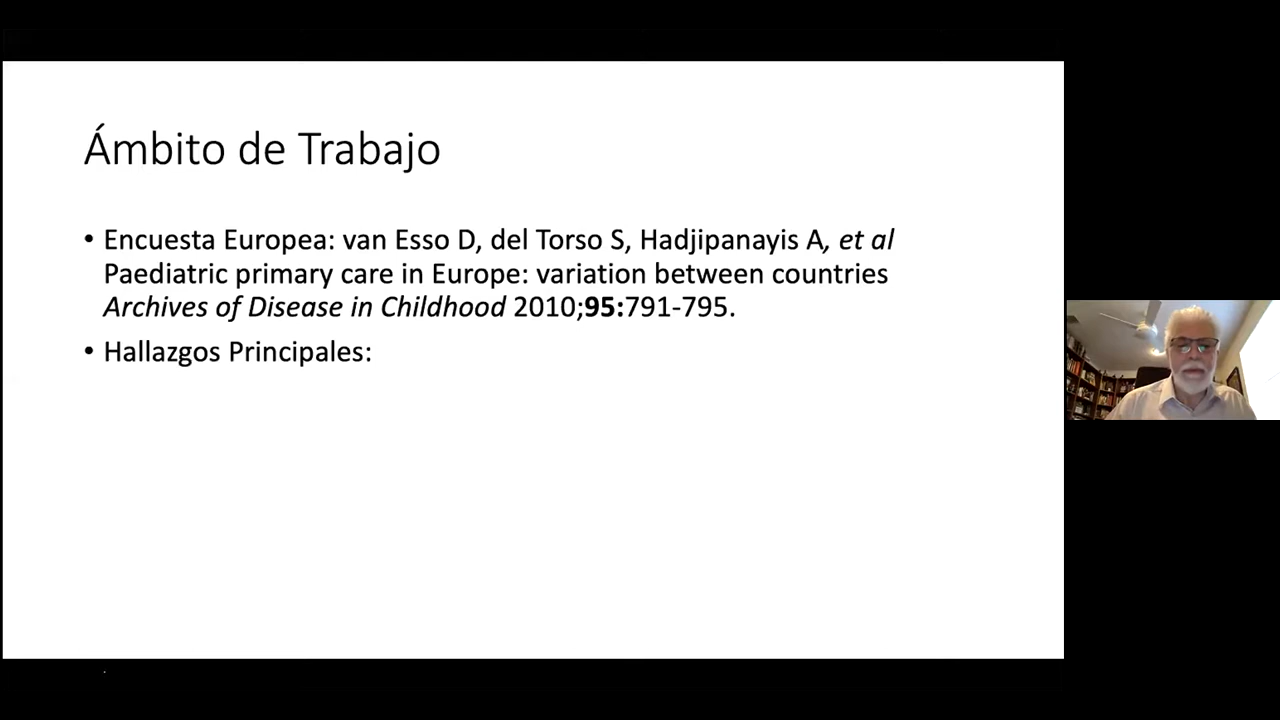 Ámbito de Trabajo
• Encuesta Europea: van Esso D, del Torso S, Hadjipanayis A, et al
Paediatric primary care in Europe: variation between countries
Archives of Disease in Childhood 2010;95:791-795.
• Hallazgos Principales: